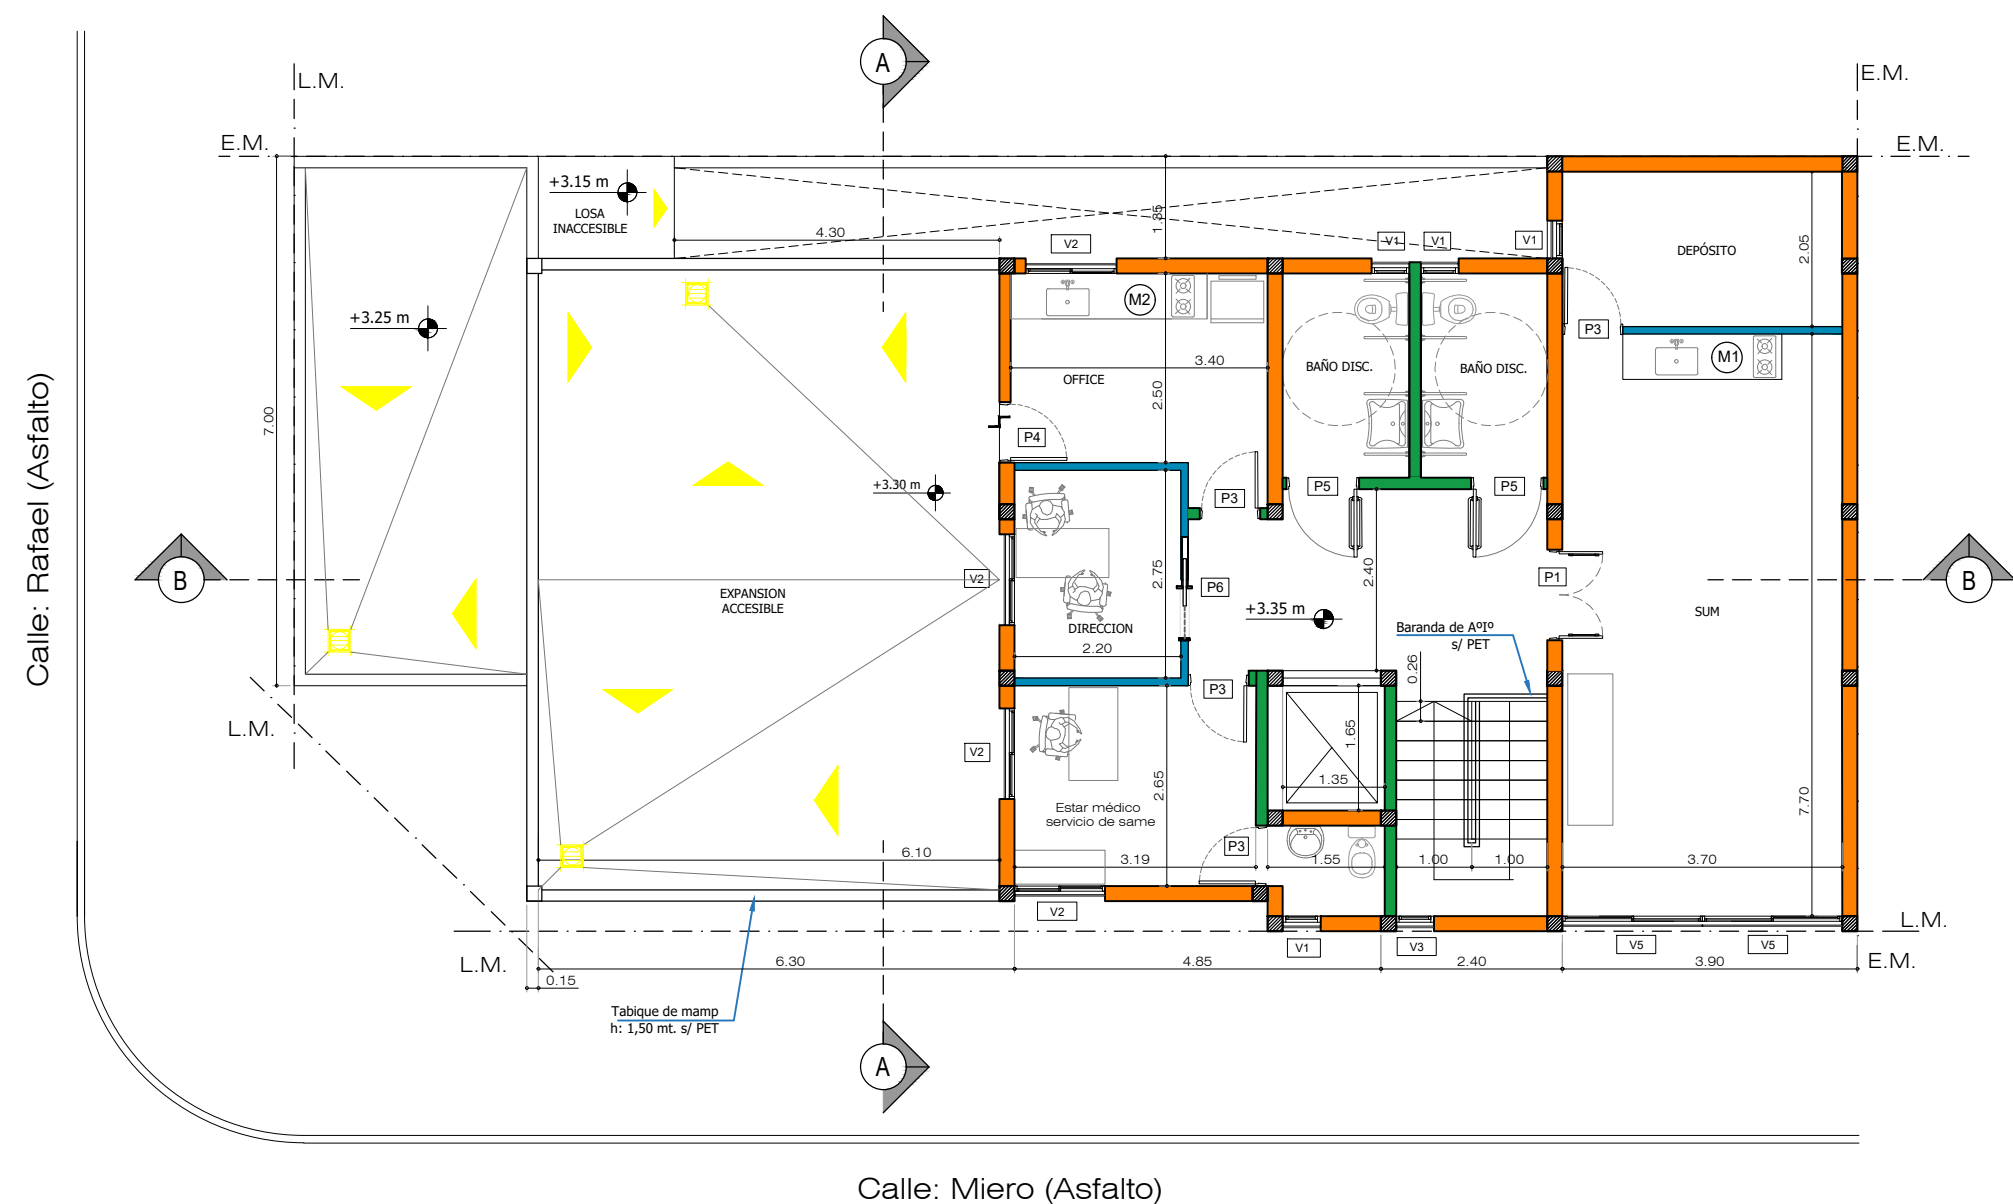 A
L.M.
E.M.
E.M.
E.M.
+3.15 m
LOSA
INACCESIBLE
1.35
4.30
V2
V1
V1
V1
DEPÓSITO
2.05
+3.25 m
M2
P3
M1
3.40
OFFICE
BAÑO DISC.
BAÑO DISC.
2.50
7.00
P4
+3.30 m
P3
P5
P5
Calle: Rafael (Asfalto)
B
V2
EXPANSION
ACCESIBLE
2.75
P6
2.40
P1
B
+3.35 m
SUM
DIRECCION
Baranda de AºIº
s/ PET
2.20
0.26
P3
L.M.
V2
1.65
1.35
2.65
Estar médico
servicio de same
7.70
P3
6.10
3.19
1.55
1.00
1.00
3.70
V2
L.M.
V1
V3
V5
V5
L.M.
6.30
4.85
2.40
3.90
E.M.
0.15
Tabique de mamp
h: 1,50 mt. s/ PET
A
Calle: Miero (Asfalto)